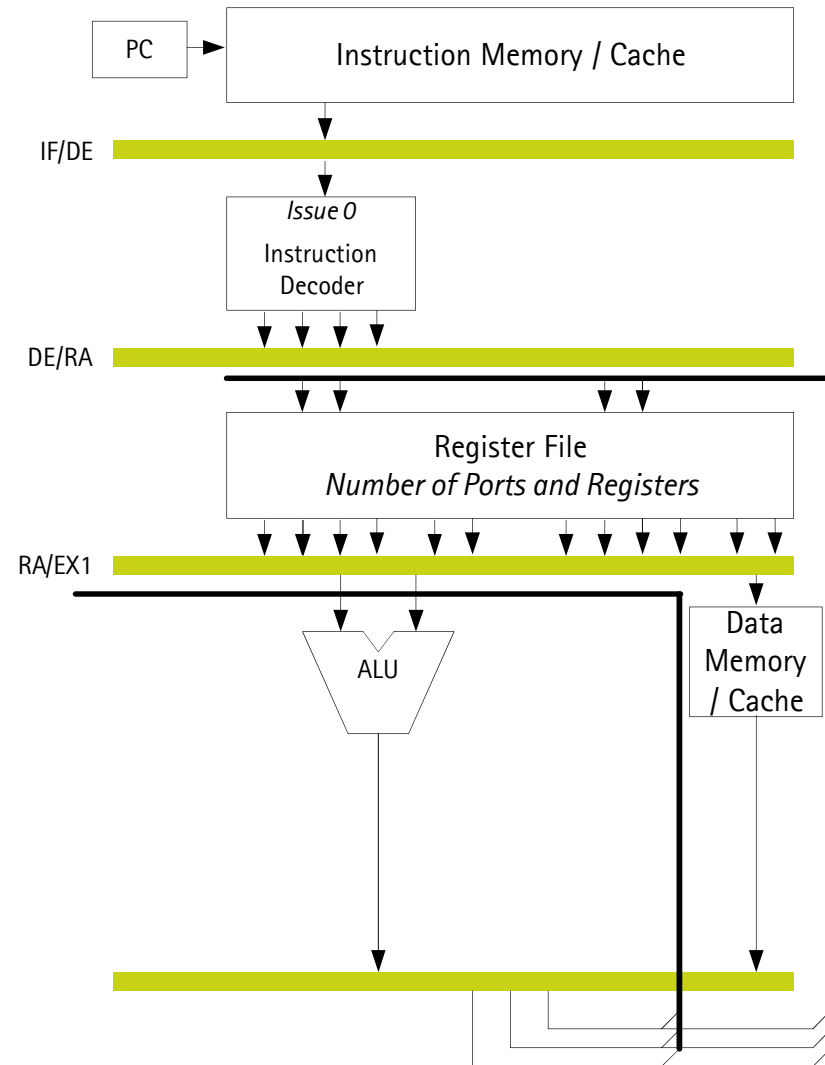 PC
Instruction Memory / Cache
IF/DE
Issue 0
Instruction
Decoder
DE/RA
Register File
Number of Ports and Registers
RA/EX1
ALU
Data
Memory
/ Cache